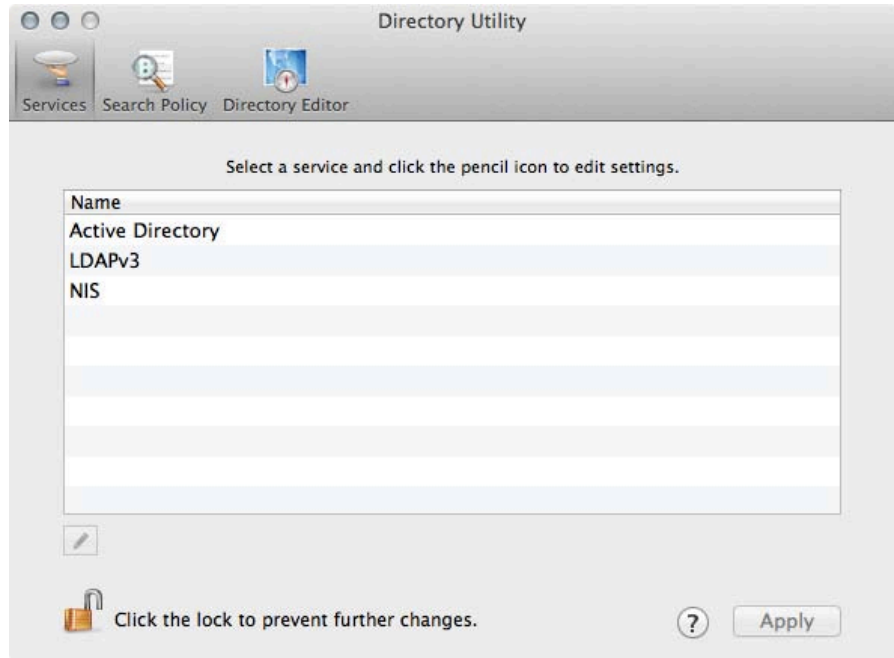 Directory Utility
Services Search Policy Directory Editor
Select a service and click the pencil icon to edit settings.
Name
Active Directory
LDAPv3
NIS
Click the lock to prevent further changes.
?
Apply